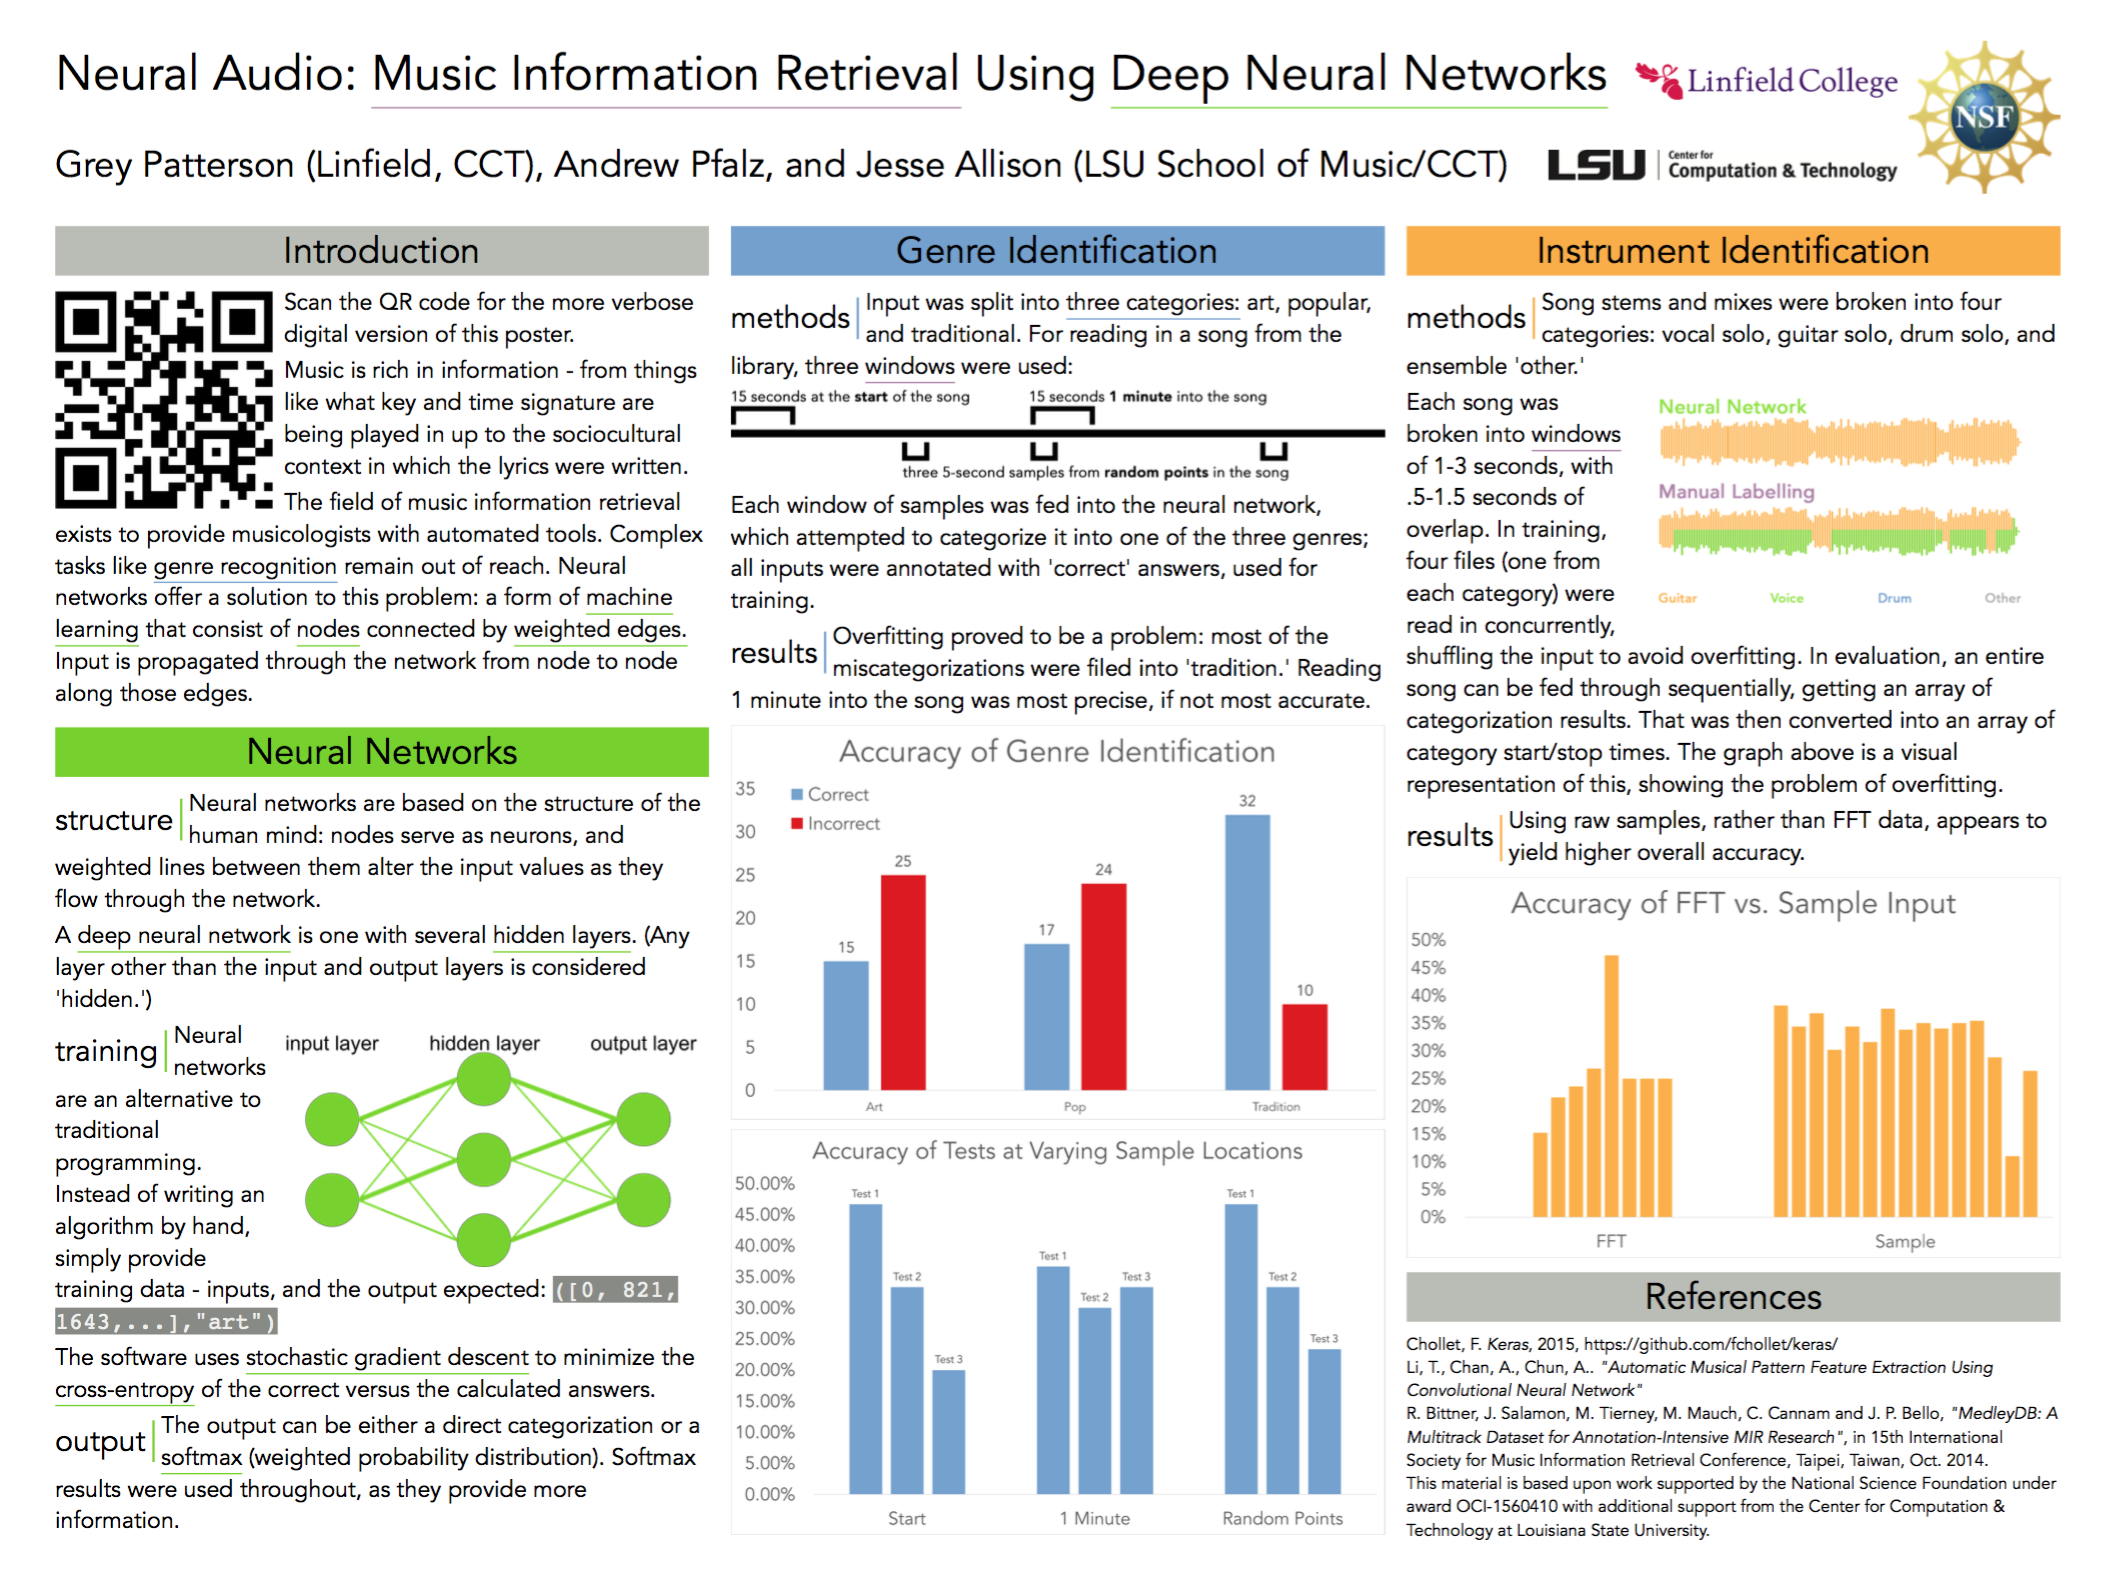 Neural Audio: Music Information Retrieval Using Deep Neural Networks
Linfield College
NSF
Grey Patterson (Linfield, CCT), Andrew Pfalz, and Jesse Allison (LSU School of Music/CCT)
LSU
Center for
Computation & Technology
Introduction
Scan the QR code for the more verbose
digital version of this poster.
Music is rich in information - from things
like what key and time signature are
being played in up to the sociocultural
context in which the lyrics were written.
The field of music information retrieval
exists to provide musicologists with automated tools. Complex
tasks like genre recognition remain out of reach. Neural
networks offer a solution to this problem: a form of machine
learning that consist of nodes connected by weighted edges.
Input is propagated through the network from node to node
along those edges.
Neural Networks
structure
Neural networks are based on the structure of the
human mind: nodes serve as neurons, and
weighted lines between them alter the input values as they
flow through the network.
A deep neural network is one with several hidden layers. (Any
layer other than the input and output layers is considered
'hidden.')
training
Neural
networks
are an alternative to
traditional
programming.
Instead of writing an
algorithm by hand,
simply provide
input layer
hidden layer
output layer
training data - inputs, and the output expected: ([0, 821,
1643,...],"art")
The software uses stochastic gradient descent to minimize the
cross-entropy of the correct versus the calculated answers.
output
The output can be either a direct categorization or a
softmax (weighted probability distribution). Softmax
results were used throughout, as they provide more
information.
Genre Identification
methods
Input was split into three categories: art, popular,
and traditional. For reading in a song from the
library, three windows were used:
15 seconds at the start of the song
15 seconds 1 minute into the song
three 5-second samples from random points in the song
Each window of samples was fed into the neural network,
which attempted to categorize it into one of the three genres;
all inputs were annotated with 'correct' answers, used for
training.
results
Overfitting proved to be a problem: most of the
miscategorizations were filed into 'tradition.' Reading
1 minute into the song was most precise, if not most accurate.
Accuracy of Genre Identification
35
30
25
20
15
10
5
0
Correct
Incorrect
15
25
17
24
32
10
Art
Pop
Tradition
Accuracy of Tests at Varying Sample Locations
50.00%
45.00%
40.00%
35.00%
30.00%
25.00%
20.00%
15.00%
10.00%
5.00%
0.00%
Test 1
Test 2
Test 3
Test 1
Test 2
Test 3
Test 1
Test 2
Test 3
Start
1 Minute
Random Points
Instrument Identification
methods
Song stems and mixes were broken into four
categories: vocal solo, guitar solo, drum solo, and
ensemble 'other.'
Each song was
broken into windows
of 1-3 seconds, with
.5-1.5 seconds of
overlap. In training,
four files (one from
each category) were
read in concurrently,
Neural Network
Manual Labelling
Guitar
Voice
Drum
Other
shuffling the input to avoid overfitting. In evaluation, an entire
song can be fed through sequentially, getting an array of
categorization results. That was then converted into an array of
category start/stop times. The graph above is a visual
representation of this, showing the problem of overfitting.
results
Using raw samples, rather than FFT data, appears to
yield higher overall accuracy.
Accuracy of FFT vs. Sample Input
50%
45%
40%
35%
30%
25%
20%
15%
10%
5%
0%
FFT
Sample
References
Chollet, F. Keras, 2015, https://github.com/fchollet/keras/
Li, T., Chan, A., Chun, A.. "Automatic Musical Pattern Feature Extraction Using
Convolutional Neural Network"
R. Bittner, J. Salamon, M. Tierney, M. Mauch, C. Cannam and J. P. Bello, "MedleyDB: A
Multitrack Dataset for Annotation-Intensive MIR Research", in 15th International
Society for Music Information Retrieval Conference, Taipei, Taiwan, Oct. 2014.
This material is based upon work supported by the National Science Foundation under
award OCI-1560410 with additional support from the Center for Computation &
Technology at Louisiana State University.